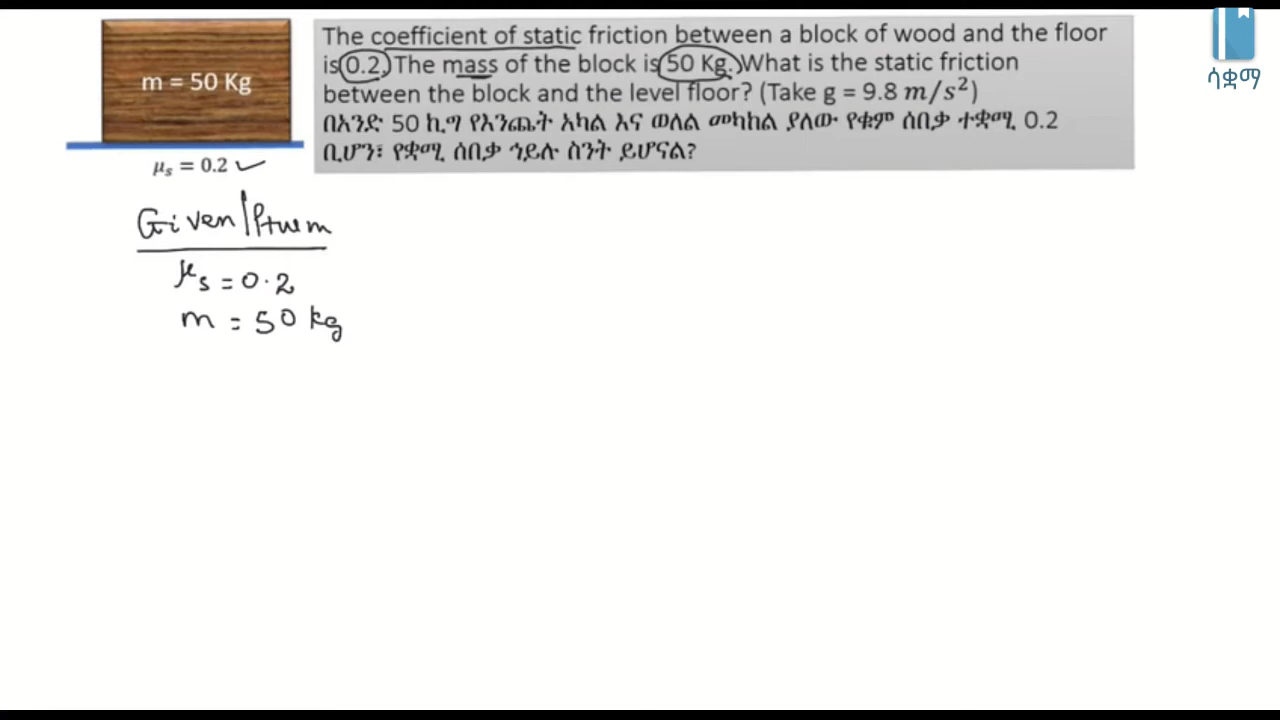 m = 50 Kg
μₛ = 0.2 ✓
The coefficient of static friction between a block of wood and the floor
is 0.2. The mass of the block is 50 Kg. What is the static friction
between the block and the level floor? (Take g = 9.8 m/s²)
በአንድ 50 ኪግ የእንጨት አካል እና ወለል መካከል ያለው የቁም ሰበቃ ተቋሚ 0.2
ቢሆን፣ የቋሚ ሰበቃ ኅይሉ ስንት ይሆናል?
ሳቋማ
Given/
μₛ = 0.2
m = 50 kg